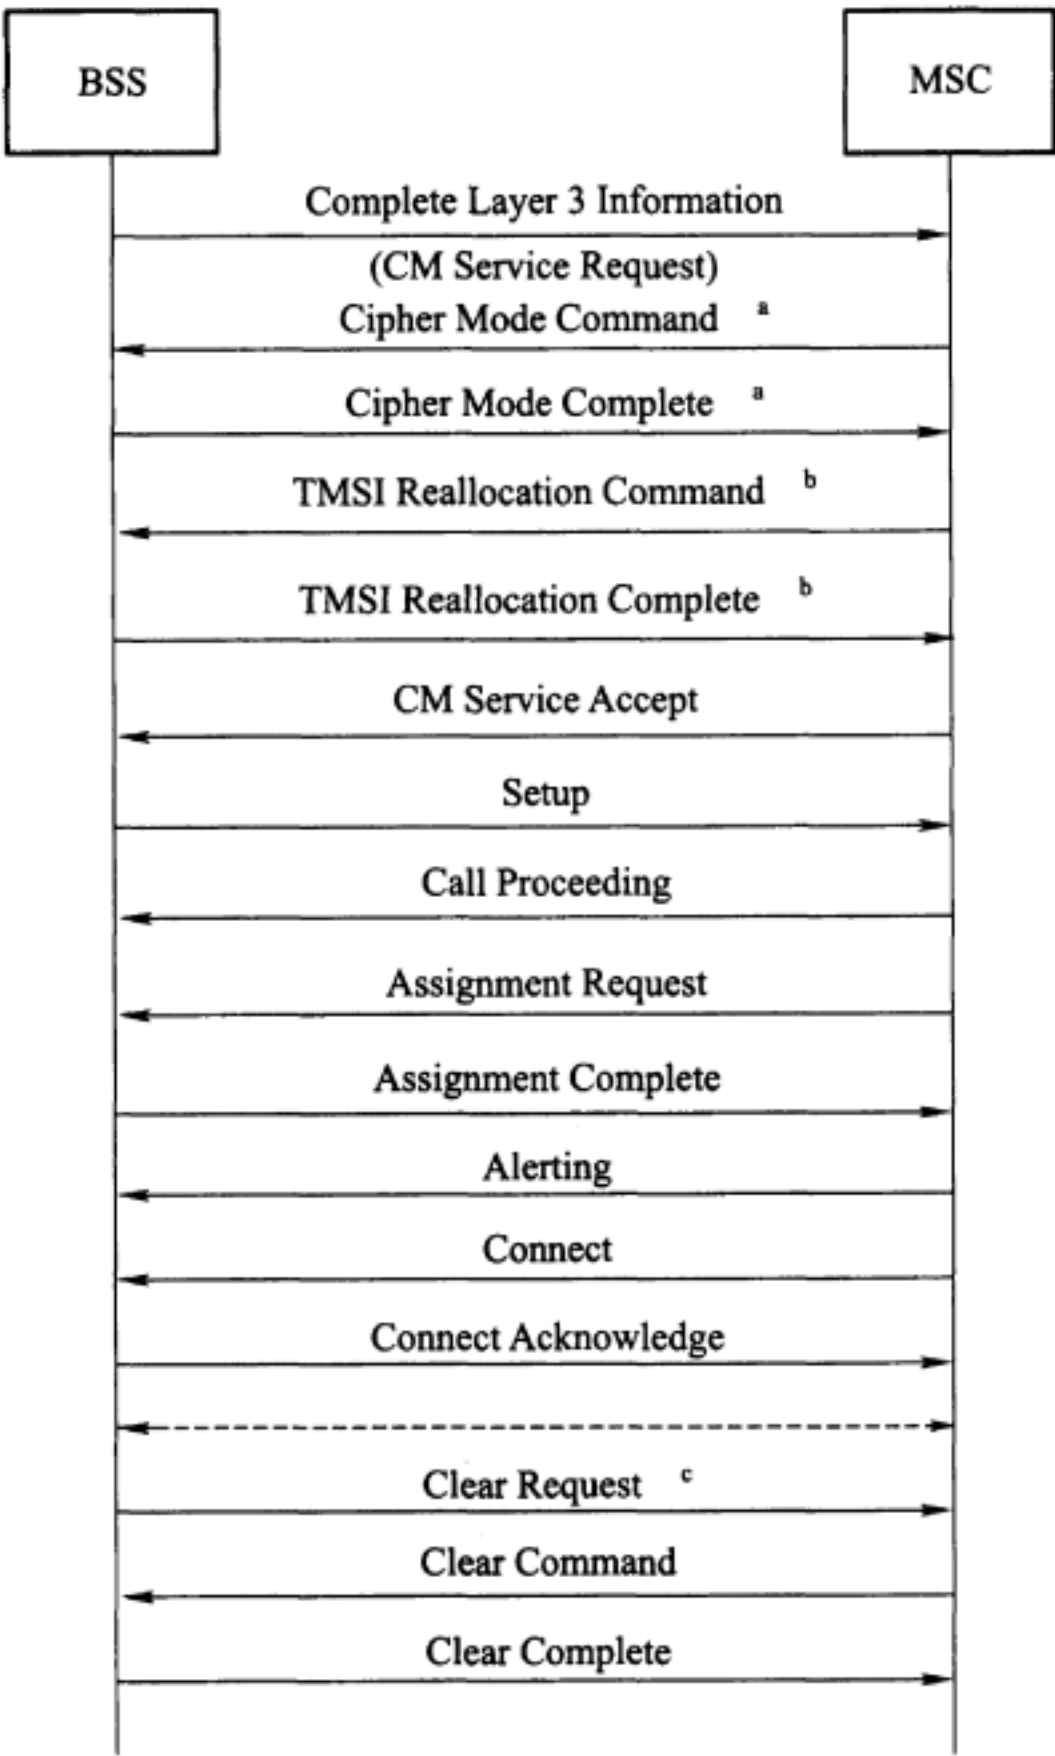 BSS
MSC
Complete Layer 3 Information
(CM Service Request)
Cipher Mode Command a
Cipher Mode Complete a
TMSI Reallocation Command b
TMSI Reallocation Complete b
CM Service Accept
Setup
Call Proceeding
Assignment Request
Assignment Complete
Alerting
Connect
Connect Acknowledge
Clear Request c
Clear Command
Clear Complete